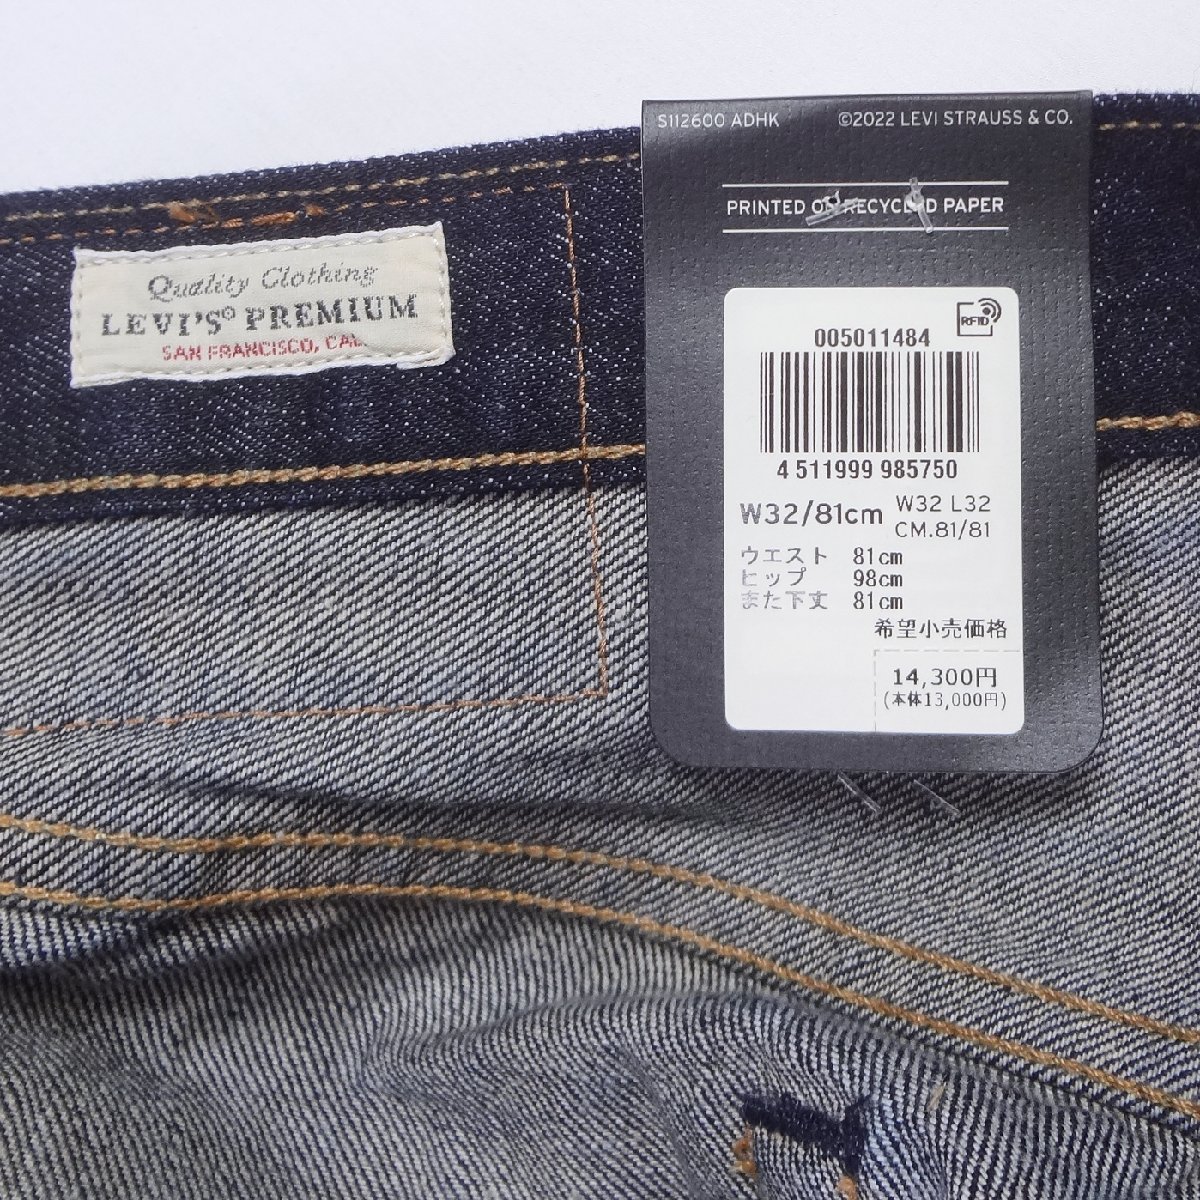 S112600 ADHK ©2022 LEVI STRAUSS & CO.
PRINTED ON RECYCLED PAPER
RFID
005011484
4 511999 985750
W32/81cm W32 L32
CM.81/81
ウエスト 81cm
ヒップ 98cm
また下丈 81cm
希望小売価格
14,300円
(本体13,000円)
Quality Clothing
LEVI'S® PREMIUM
SAN FRANCISCO, CAL